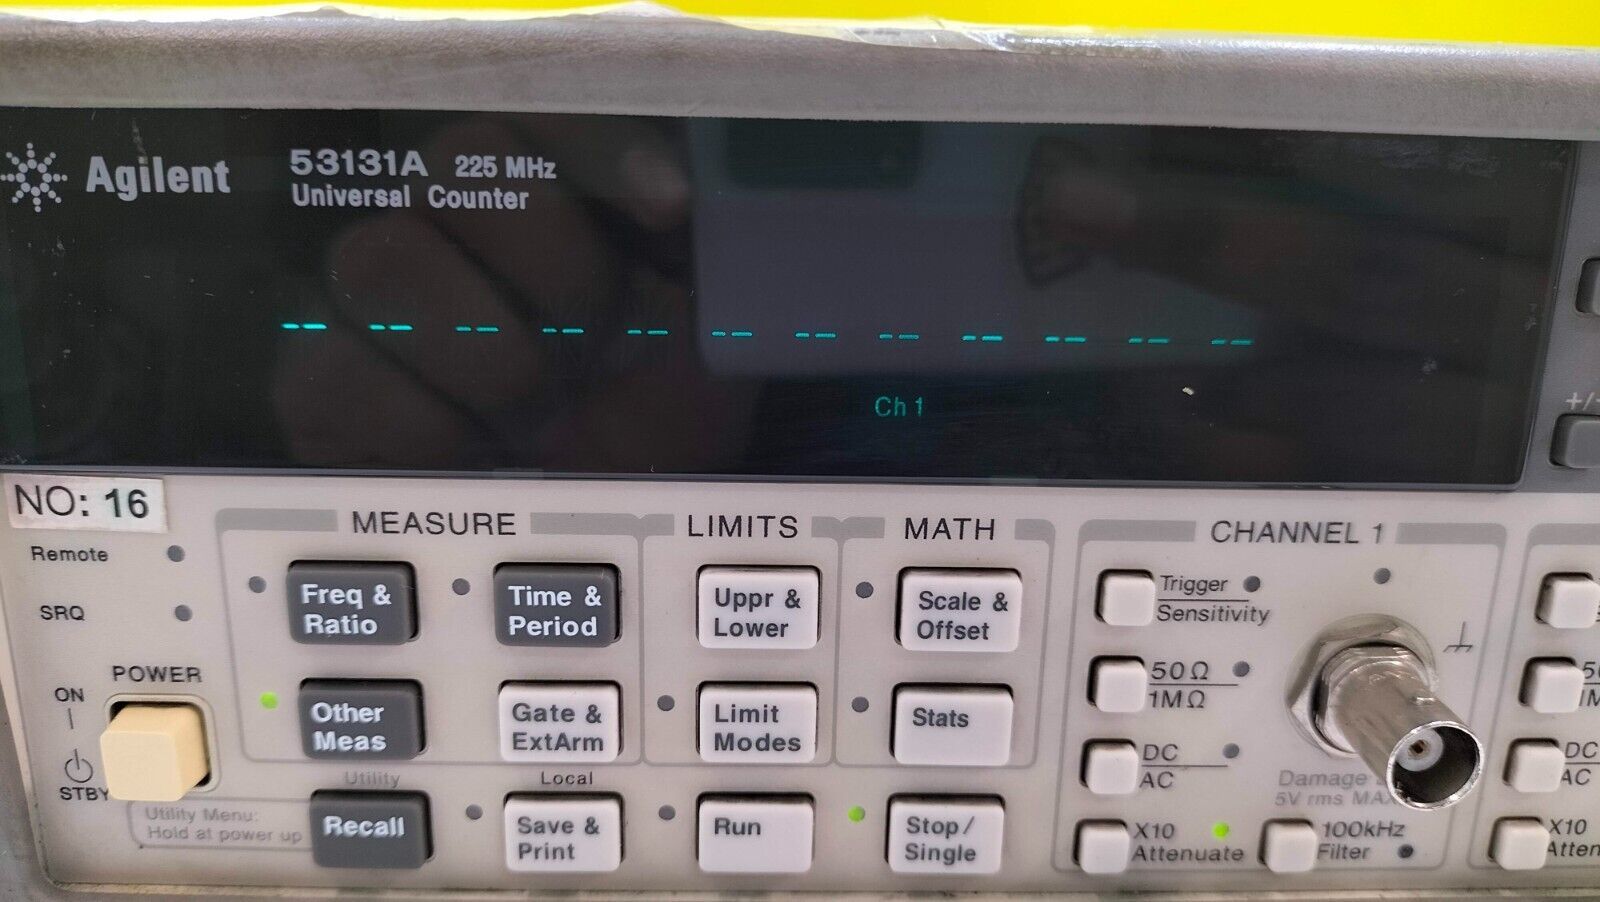 Agilent
53131A 225 MHz
Universal Counter
-- -- -- -- -- -- -- -- -- -- -- --
Ch 1
+/-
NO: 16
MEASURE
LIMITS
MATH
CHANNEL 1
Remote
SRQ
POWER
ON
STBY
Freq &
Ratio
Time &
Period
Uppr &
Lower
Scale &
Offset
Trigger
Sensitivity
Other
Meas
Gate &
ExtArm
Limit
Modes
Stats
50Ω
1MΩ
DC
AC
Damage
5V rms MAX
Utility
Local
Utility Menu:
Hold at power up
Recall
Save &
Print
Run
Stop/
Single
X10
Attenuate
100kHz
Filter
DC
AC
X10